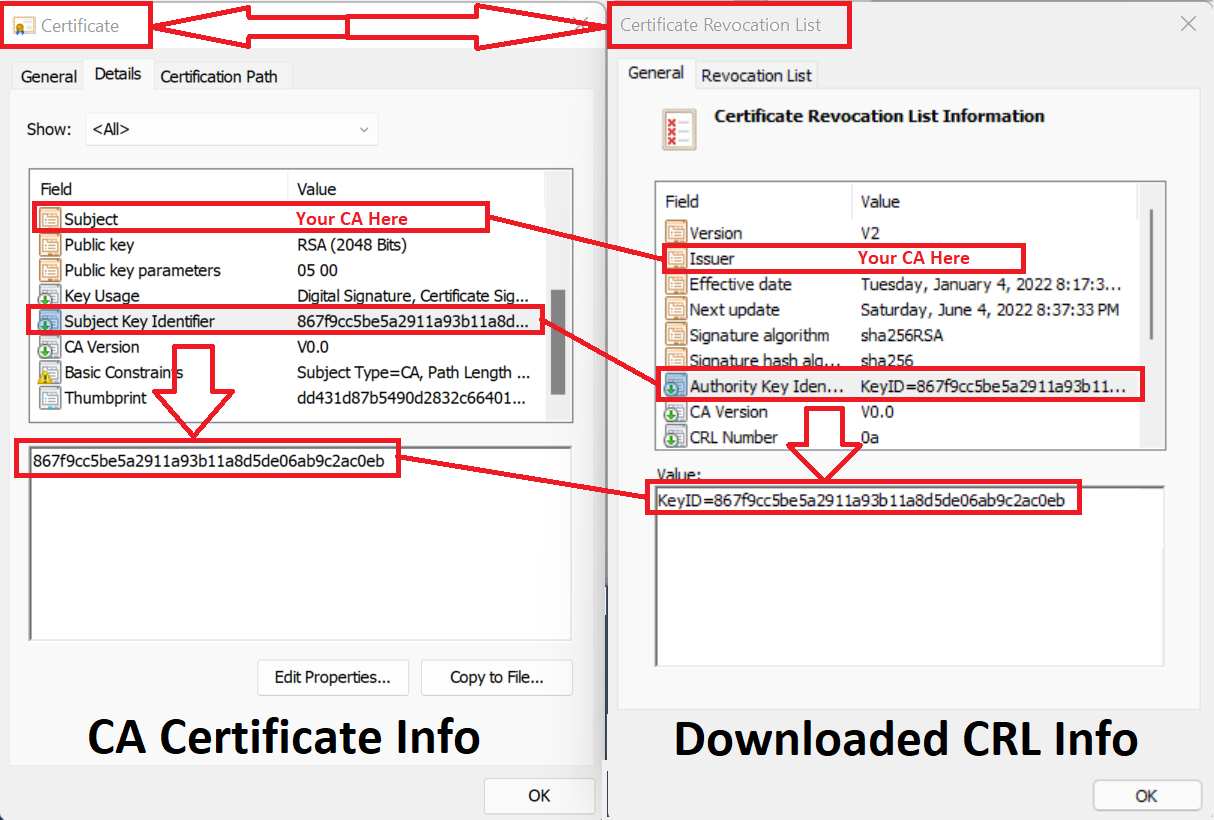 Certificate
General Details Certification Path
Show: <All>
Field Value
Subject Your CA Here
Public key RSA (2048 Bits)
Public key parameters 05 00
Key Usage Digital Signature, Certificate Sig...
Subject Key Identifier 867f9cc5be5a2911a93b11a8d...
CA Version V0.0
Basic Constraints Subject Type=CA, Path Length ...
Thumbprint dd431d87b5490d2832c66401...
867f9cc5be5a2911a93b11a8d5de06ab9c2ac0eb
Edit Properties... Copy to File...
CA Certificate Info
OK
Certificate Revocation List
General Revocation List
Certificate Revocation List Information
Field Value
Version V2
Issuer Your CA Here
Effective date Tuesday, January 4, 2022 8:17:3...
Next update Saturday, June 4, 2022 8:37:33 PM
Signature algorithm sha256RSA
Signature hash alg... sha256
Authority Key Iden... KeyID=867f9cc5be5a2911a93b11...
CA Version V0.0
CRL Number 0a
Value:
KeyID=867f9cc5be5a2911a93b11a8d5de06ab9c2ac0eb
Downloaded CRL Info
OK